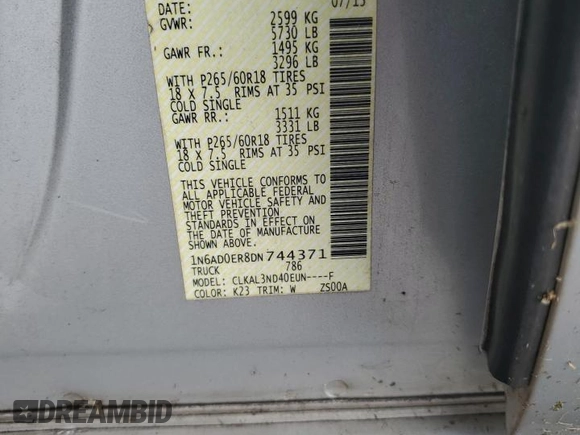 DATE: 07/13
GVWR: 2599 KG
5730 LB
GAWR FR.: 1495 KG
3296 LB
WITH P265/60R18 TIRES
18 X 7.5 RIMS AT 35 PSI
COLD SINGLE
GAWR RR.: 1511 KG
3331 LB
WITH P265/60R18 TIRES
18 X 7.5 RIMS AT 35 PSI
COLD SINGLE
THIS VEHICLE CONFORMS TO
ALL APPLICABLE FEDERAL
MOTOR VEHICLE SAFETY AND
THEFT PREVENTION
STANDARDS IN EFFECT ON
THE DATE OF MANUFACTURE
SHOWN ABOVE.
1N6AD0ER8DN744371
TRUCK 786
MODEL: CLKAL3ND40EUN----F
COLOR: K23 TRIM: W ZS00A
DREAMBID